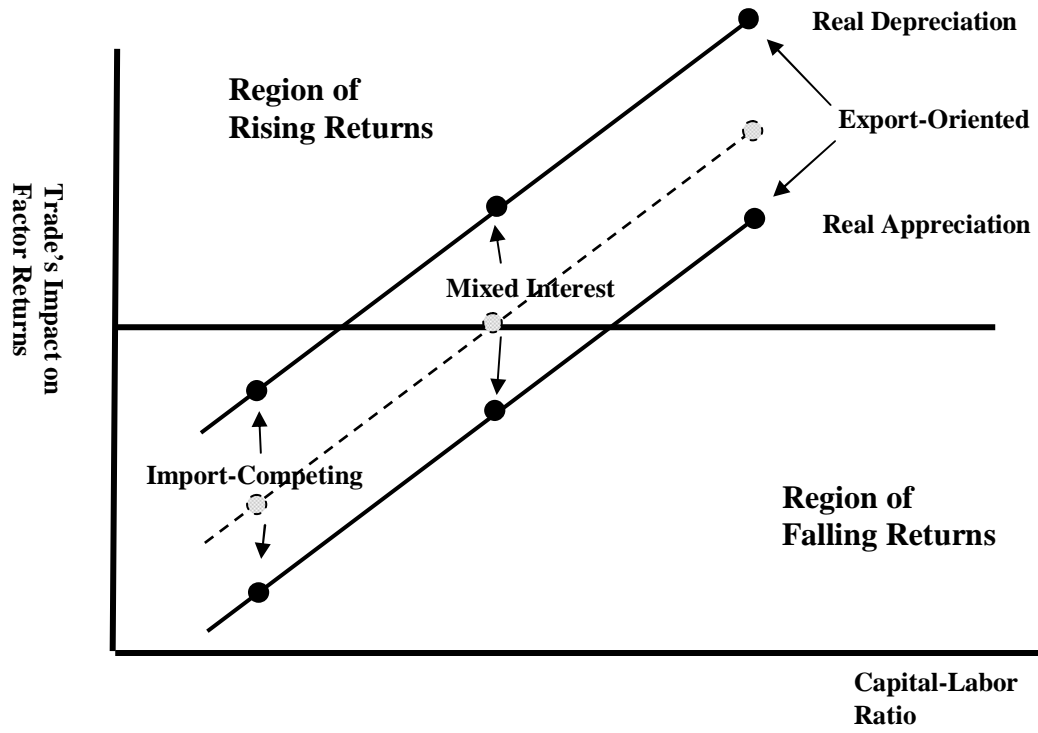 Real Depreciation
Region of
Rising Returns
Export-Oriented
Trade's Impact on
Factor Returns
Real Appreciation
Mixed Interest
Import-Competing
Region of
Falling Returns
Capital-Labor
Ratio